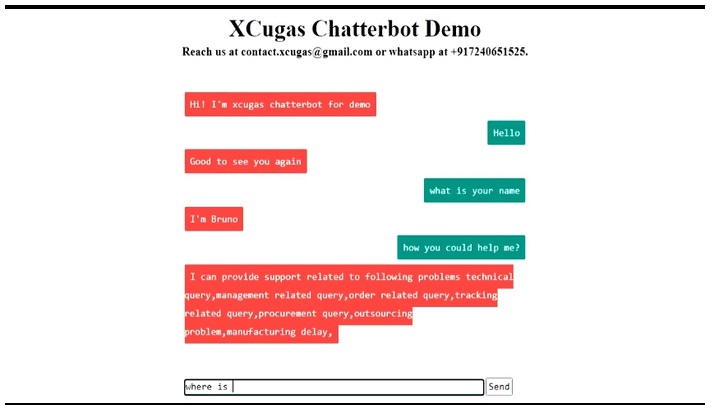 XCugas Chatterbot Demo
Reach us at contact.xcugas@gmail.com or whatsapp at +917240651525.
Hi! I'm xcugas chatterbot for demo
Hello
Good to see you again
what is your name
I'm Bruno
how you could help me?
I can provide support related to following problems technical
query,management related query,order related query,tracking
related query,procurement query,outsourcing
problem,manufacturing delay,
where is
Send